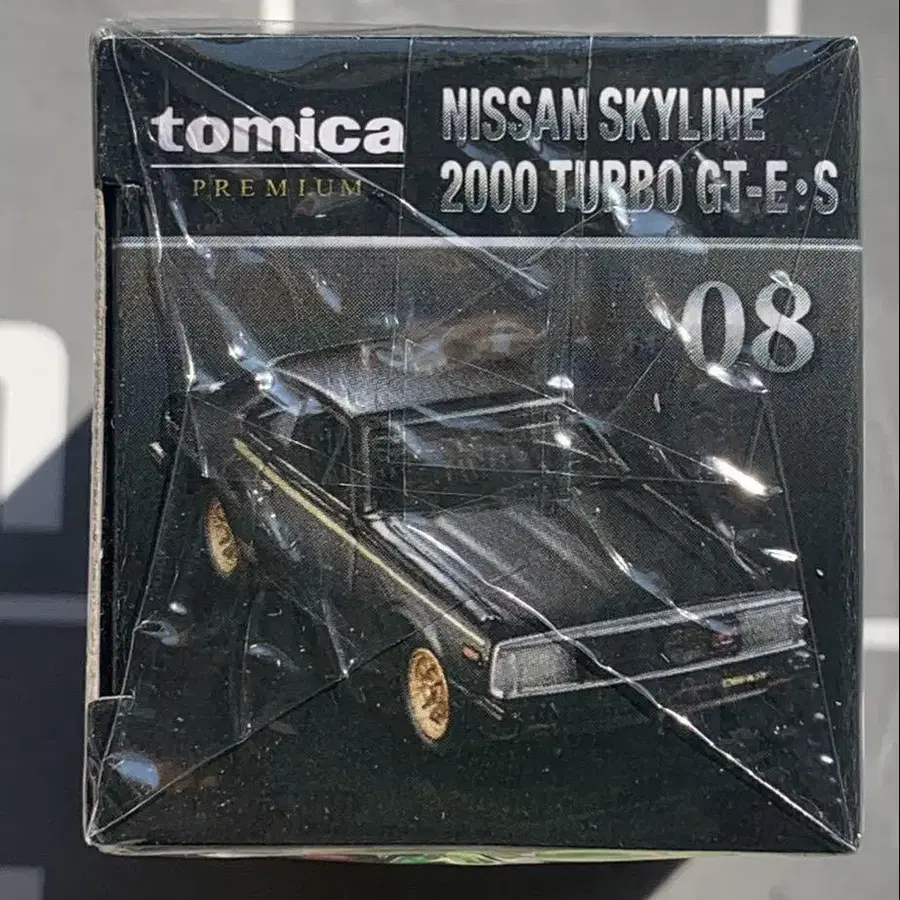 tomica
PREMIUM
NISSAN SKYLINE
2000 TURBO GT-E•S
08